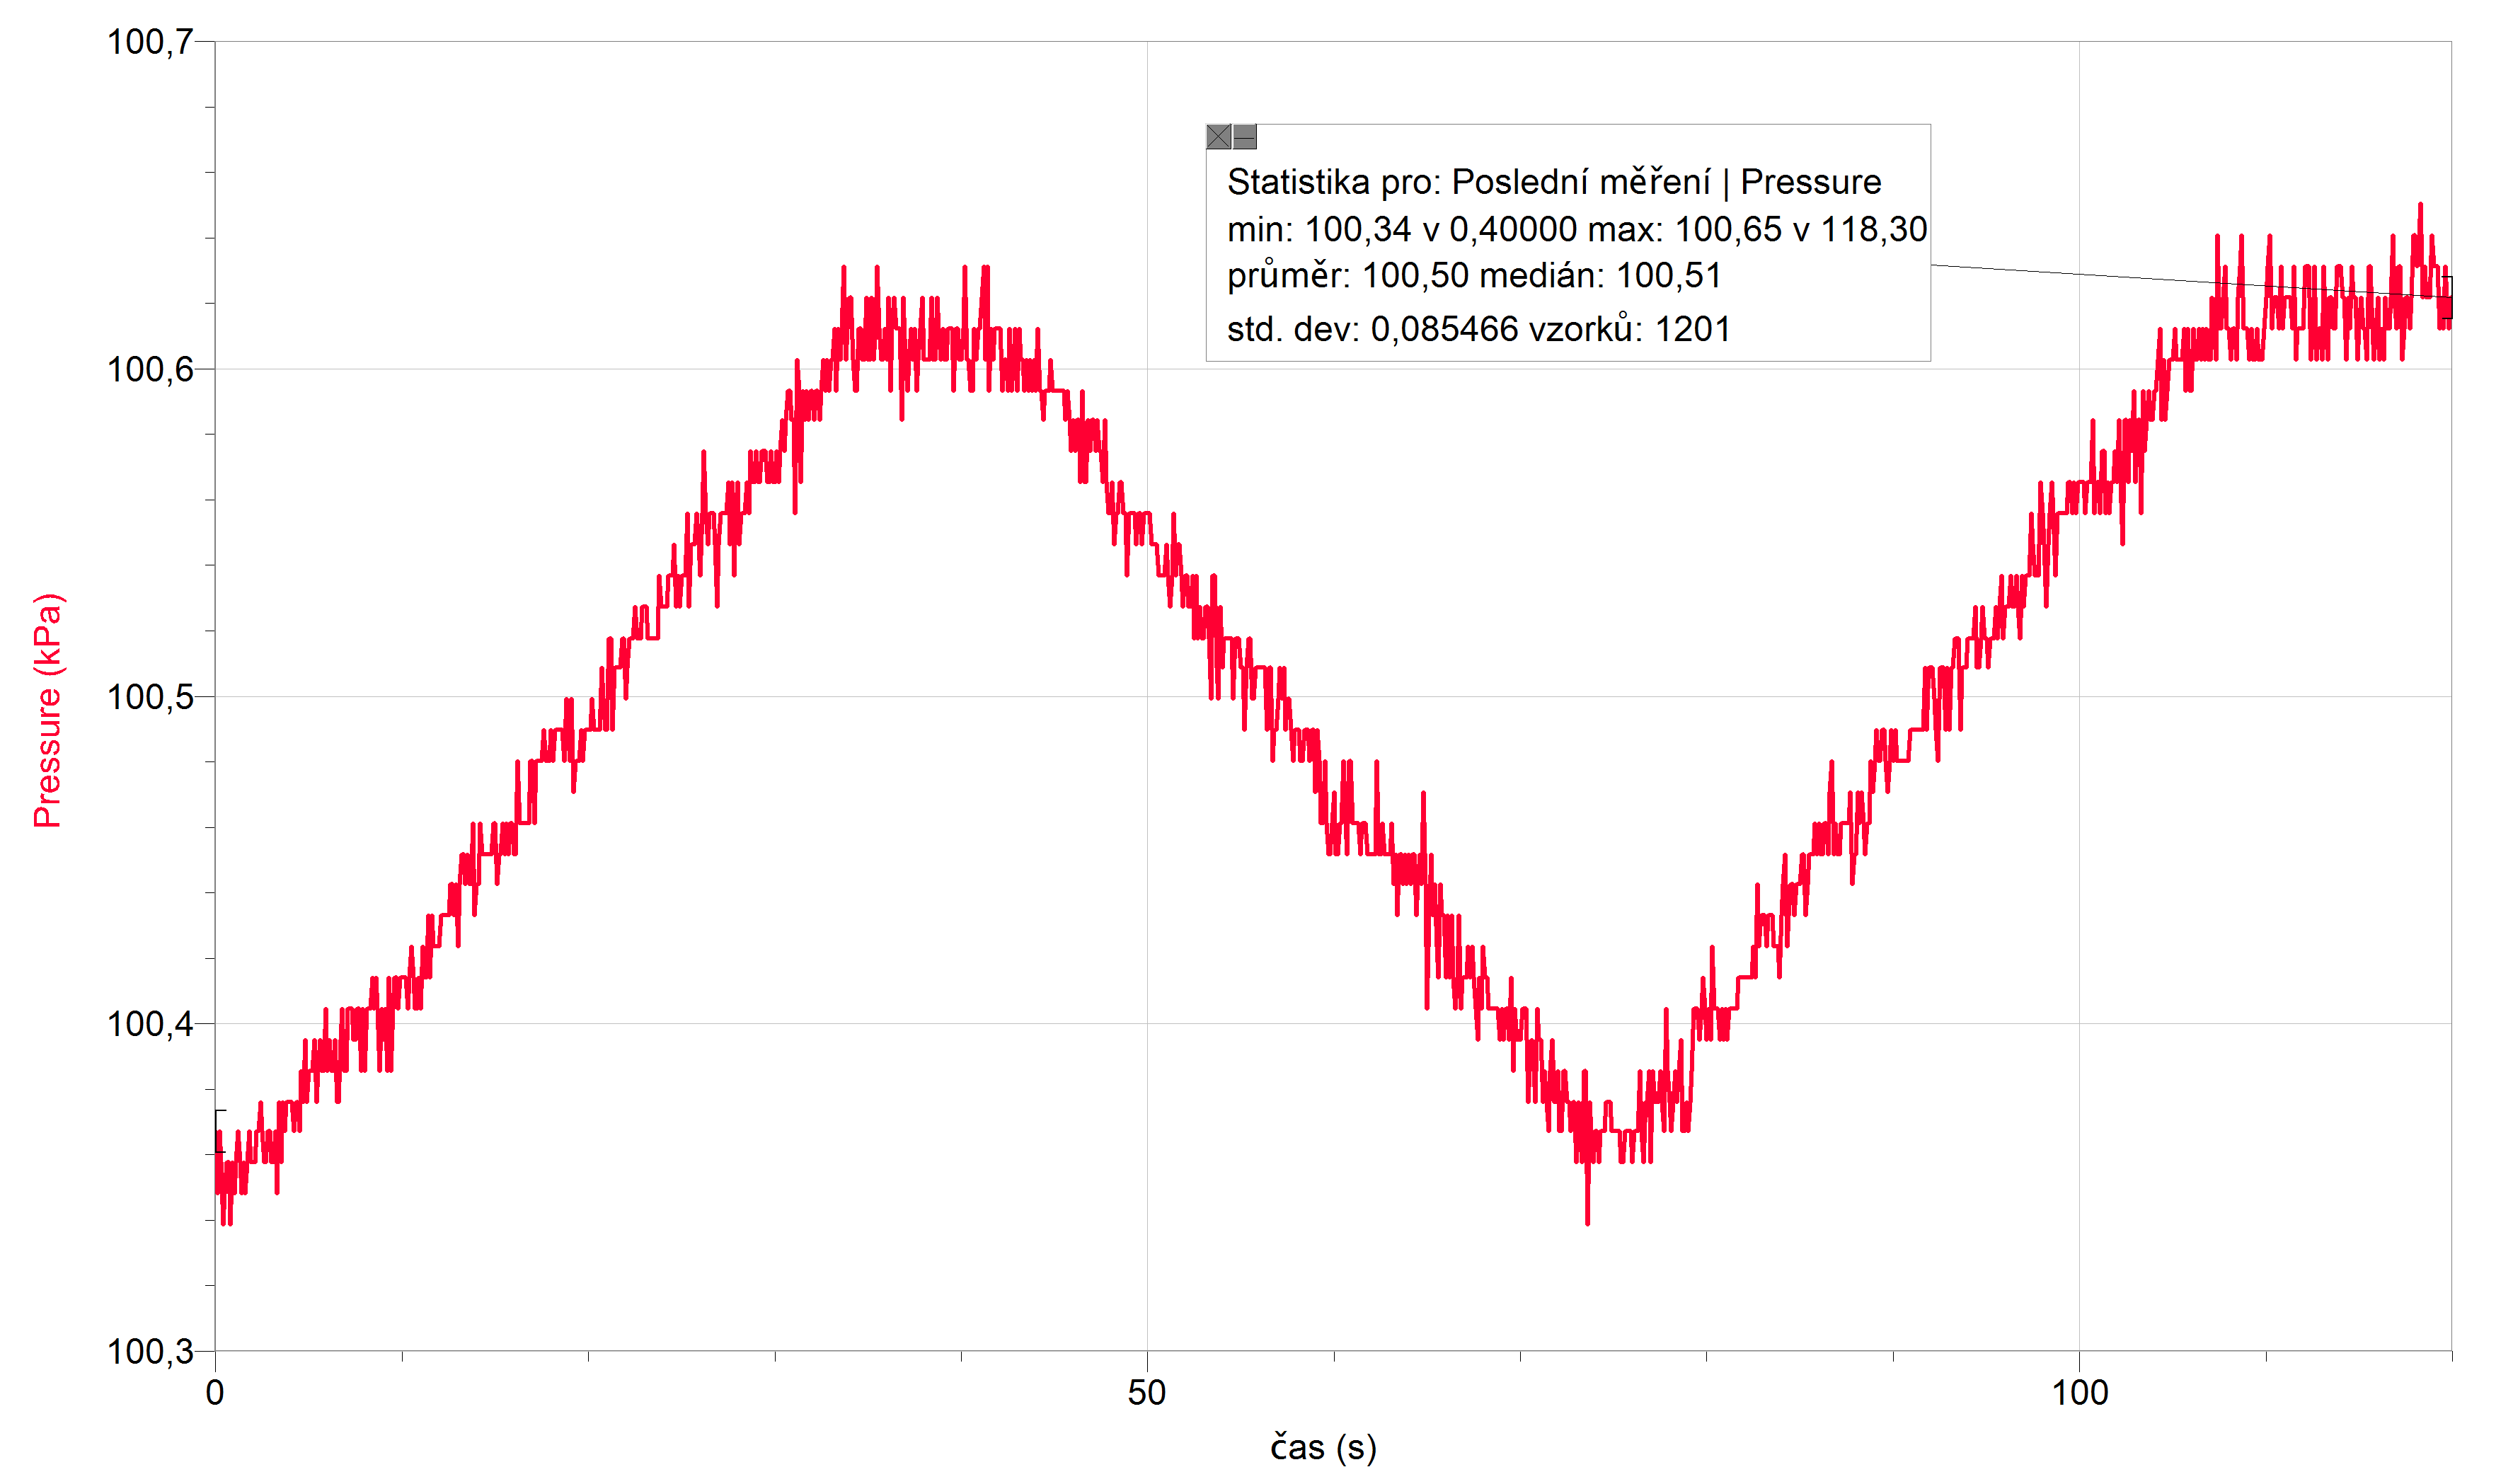 100,7
100,6
100,5
100,4
100,3
Pressure (kPa)
Statistika pro: Poslední měření | Pressure
min: 100,34 v 0,40000 max: 100,65 v 118,30
průměr: 100,50 medián: 100,51
std. dev: 0,085466 vzorků: 1201
0 50 100
čas (s)